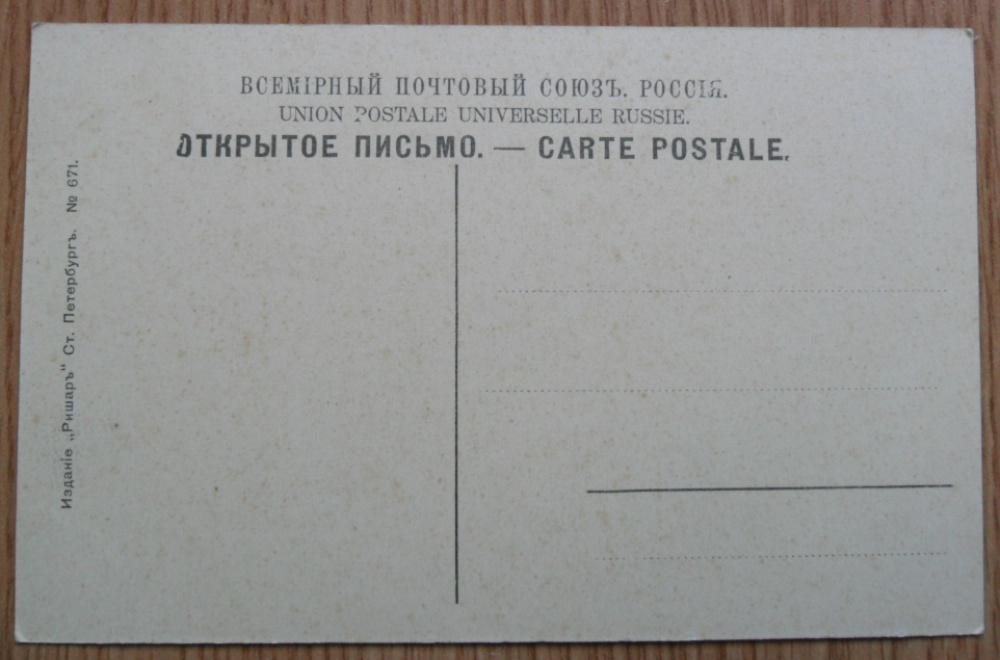 ВСЕМІРНЫЙ ПОЧТОВЫЙ СОЮЗЪ. РОССІЯ.
UNION POSTALE UNIVERSELLE RUSSIE.
ОТКРЫТОЕ ПИСЬМО. — CARTE POSTALE.
Изданіе „Ришаръ" Ст. Петербургъ. № 671.